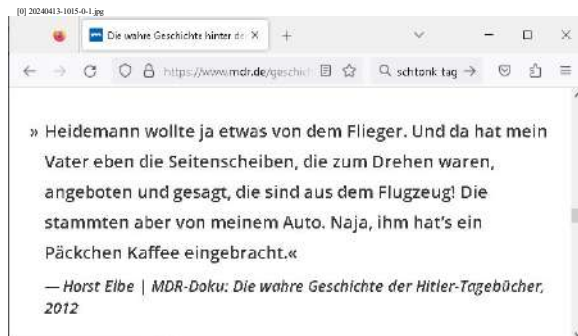 [0] 20240413-1015-0-1.jpg
Die wahre Geschichte hinter de
https://www.mdr.de/geschich
schtonk tag
» Heidemann wollte ja etwas von dem Flieger. Und da hat mein
Vater eben die Seitenscheiben, die zum Drehen waren,
angeboten und gesagt, die sind aus dem Flugzeug! Die
stammten aber von meinem Auto. Naja, ihm hat's ein
Päckchen Kaffee eingebracht.«
— Horst Elbe | MDR-Doku: Die wahre Geschichte der Hitler-Tagebücher,
2012